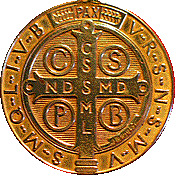 PAX
V · R · S · N · S · M · V
S · M · Q · L · I · V · B
C S
C
S
N D S M D
M
L
P B